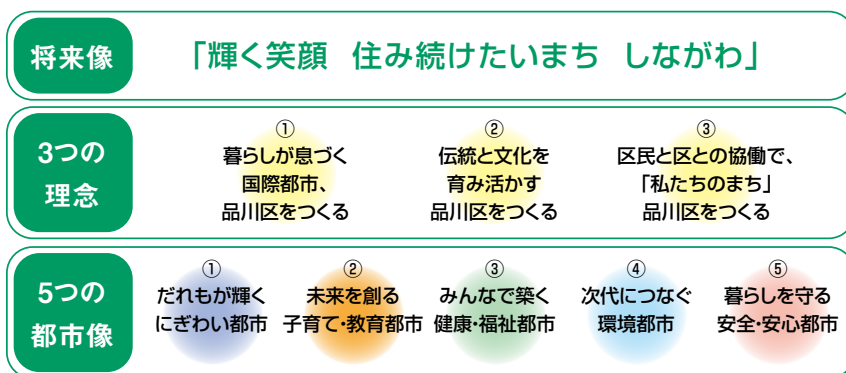 将来像
「輝く笑顔 住み続けたいまち しながわ」
3つの
理念
①
暮らしが息づく
国際都市、
品川区をつくる
②
伝統と文化を
育み活かす
品川区をつくる
③
区民と区との協働で、
「私たちのまち」
品川区をつくる
5つの
都市像
①
だれもが輝く
にぎわい都市
②
未来を創る
子育て・教育都市
③
みんなで築く
健康・福祉都市
④
次代につなぐ
環境都市
⑤
暮らしを守る
安全・安心都市